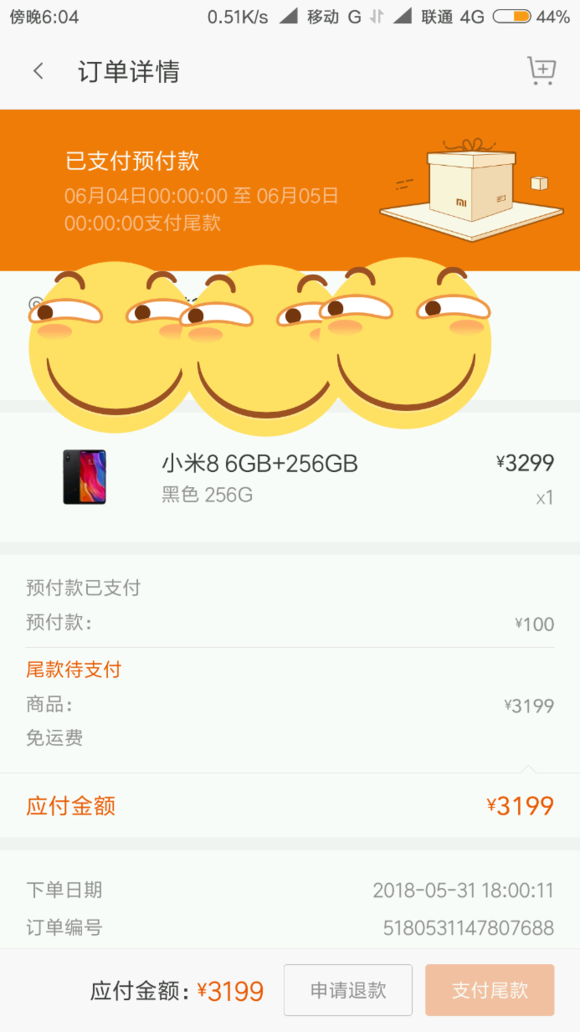 傍晚6:04 0.51K/s 移动 G 联通 4G 44%
订单详情
已支付预付款
06月04日00:00:00 至 06月05日
00:00:00支付尾款
mi
小米8 6GB+256GB ¥3299
黑色 256G x1
预付款已支付
预付款： ¥100
尾款待支付
商品： ¥3199
免运费
应付金额 ¥3199
下单日期 2018-05-31 18:00:11
订单编号 5180531147807688
应付金额：¥3199 申请退款 支付尾款